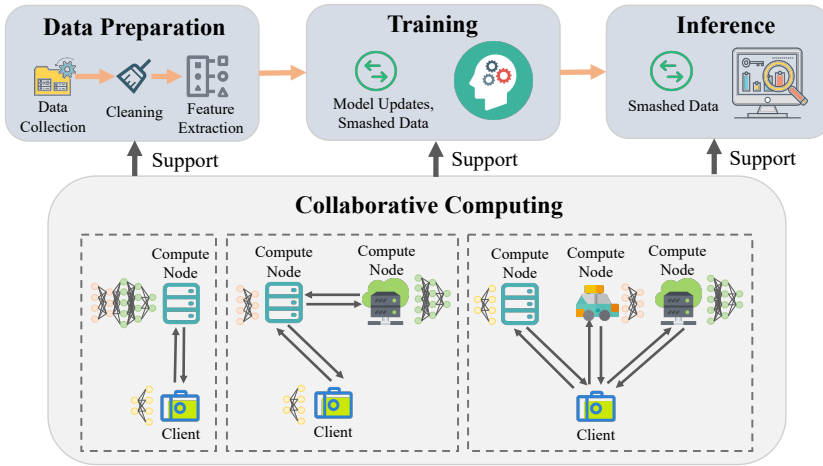 Data Preparation
Data
Collection
Cleaning
Feature
Extraction
Training
Model Updates,
Smashed Data
Inference
Smashed Data
Support
Support
Support
Collaborative Computing
Compute
Node
Client
Compute
Node
Compute
Node
Client
Compute
Node
Compute
Node
Compute
Node
Client